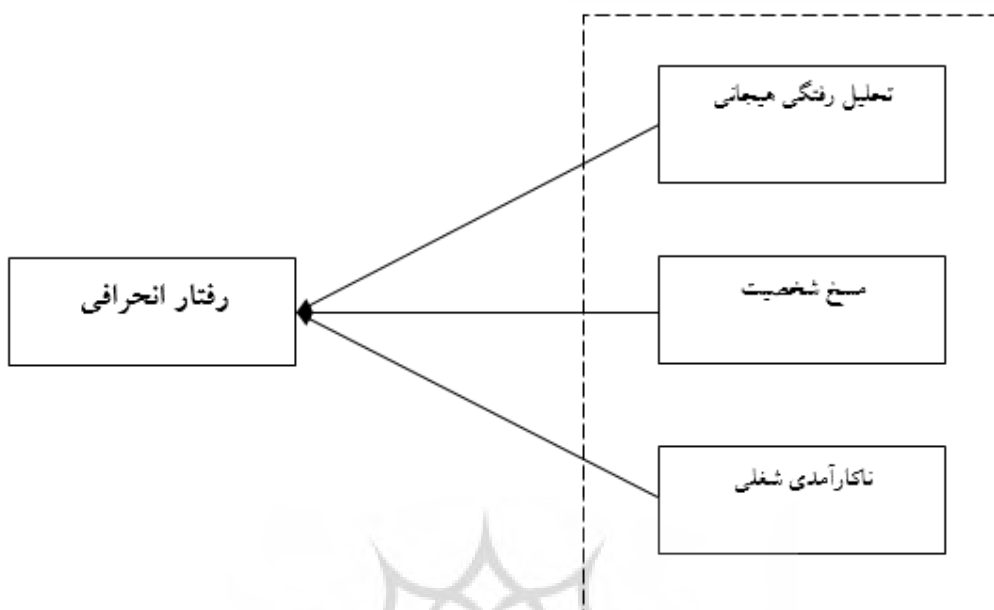 تحلیل رفتگی هیجانی
مسخ شخصیت
رفتار انحرافی
ناکارآمدی شغلی